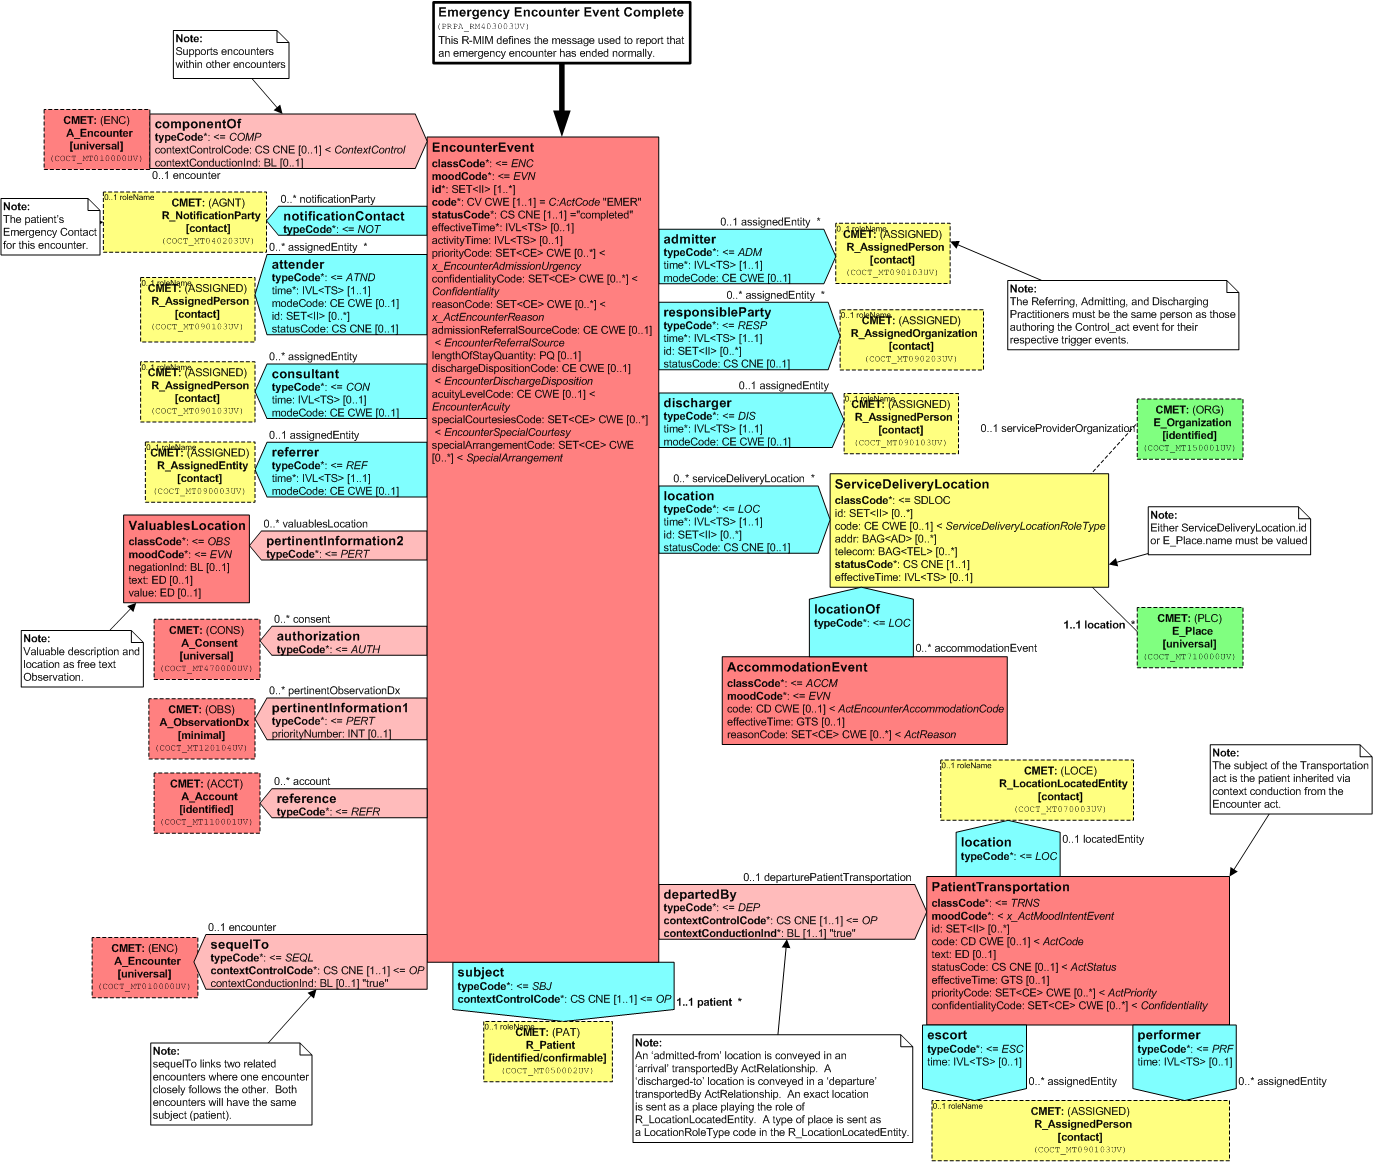 Emergency Encounter Event Complete
(PRPA_RM403003UV)
This R-MIM defines the message used to report that
an emergency encounter has ended normally.
Note:
Supports encounters
within other encounters
CMET: (ENC)
A_Encounter
[universal]
(COCT_MT010000UV)
componentOf
typeCode*: <= COMP
contextControlCode: CS CNE [0..1] < ContextControl
contextConductionInd: BL [0..1]
0..1 encounter
Note:
The patient's
Emergency Contact
for this encounter.
0..1 roleName
CMET: (AGNT)
R_NotificationParty
[contact]
(COCT_MT040203UV)
0..* notificationParty
notificationContact
typeCode*: <= NOT
0..* assignedEntity *
attender
typeCode*: <= ATND
time*: IVL<TS> [1..1]
modeCode: CE CWE [0..1]
id: SET<II> [0..*]
statusCode: CS CNE [0..1]
0..1 roleName
CMET: (ASSIGNED)
R_AssignedPerson
[contact]
(COCT_MT090103UV)
0..* assignedEntity
consultant
typeCode*: <= CON
time: IVL<TS> [0..1]
modeCode: CE CWE [0..1]
0..1 roleName
CMET: (ASSIGNED)
R_AssignedPerson
[contact]
(COCT_MT090103UV)
0..1 assignedEntity
referrer
typeCode*: <= REF
time*: IVL<TS> [1..1]
modeCode: CE CWE [0..1]
0..1 roleName
CMET: (ASSIGNED)
R_AssignedEntity
[contact]
(COCT_MT090003UV)
ValuablesLocation
classCode*: <= OBS
moodCode*: <= EVN
negationInd: BL [0..1]
text: ED [0..1]
value: ED [0..1]
0..* valuablesLocation
pertinentInformation2
typeCode*: <= PERT
Note:
Valuable description and
location as free text
Observation.
0..* consent
authorization
typeCode*: <= AUTH
CMET: (CONS)
A_Consent
[universal]
(COCT_MT470000UV)
0..* pertinentObservationDx
pertinentInformation1
typeCode*: <= PERT
priorityNumber: INT [0..1]
CMET: (OBS)
A_ObservationDx
[minimal]
(COCT_MT120104UV)
0..* account
reference
typeCode*: <= REFR
CMET: (ACCT)
A_Account
[identified]
(COCT_MT110001UV)
0..1 encounter
sequelTo
typeCode*: <= SEQL
contextControlCode*: CS CNE [1..1] <= OP
contextConductionInd: BL [0..1] "true"
CMET: (ENC)
A_Encounter
[universal]
(COCT_MT010000UV)
Note:
sequelTo links two related
encounters where one encounter
closely follows the other. Both
encounters will have the same
subject (patient).
EncounterEvent
classCode*: <= ENC
moodCode*: <= EVN
id*: SET<II> [1..*]
code*: CV CWE [1..1] = C:ActCode "EMER"
statusCode*: CS CNE [1..1] ="completed"
effectiveTime*: IVL<TS> [0..1]
activityTime: IVL<TS> [0..1]
priorityCode: SET<CE> CWE [0..*] <
x_EncounterAdmissionUrgency
confidentialityCode: SET<CE> CWE [0..*] <
Confidentiality
reasonCode: SET<CE> CWE [0..*] <
x_ActEncounterReason
admissionReferralSourceCode: CE CWE [0..1]
< EncounterReferralSource
lengthOfStayQuantity: PQ [0..1]
dischargeDispositionCode: CE CWE [0..1]
< EncounterDischargeDisposition
acuityLevelCode: CE CWE [0..1] <
EncounterAcuity
specialCourtesiesCode: SET<CE> CWE [0..*]
< EncounterSpecialCourtesy
specialArrangementCode: SET<CE> CWE
[0..*] < SpecialArrangement
subject
typeCode*: <= SBJ
contextControlCode*: CS CNE [1..1] <= OP
1..1 patient *
0..1 roleName
CMET: (PAT)
R_Patient
[identified/confirmable]
(COCT_MT050002UV)
0..1 assignedEntity *
admitter
typeCode*: <= ADM
time*: IVL<TS> [1..1]
modeCode: CE CWE [0..1]
0..1 roleName
CMET: (ASSIGNED)
R_AssignedPerson
[contact]
(COCT_MT090103UV)
Note:
The Referring, Admitting, and Discharging
Practitioners must be the same person as those
authoring the Control_act event for their
respective trigger events.
0..* assignedEntity *
responsibleParty
typeCode*: <= RESP
time*: IVL<TS> [1..1]
id: SET<II> [0..*]
statusCode: CS CNE [0..1]
0..1 roleName
CMET: (ASSIGNED)
R_AssignedOrganization
[contact]
(COCT_MT090203UV)
0..1 assignedEntity
discharger
typeCode*: <= DIS
time*: IVL<TS> [1..1]
modeCode: CE CWE [0..1]
0..1 roleName
CMET: (ASSIGNED)
R_AssignedPerson
[contact]
(COCT_MT090103UV)
0..1 serviceProviderOrganization
CMET: (ORG)
E_Organization
[identified]
(COCT_MT150001UV)
0..* serviceDeliveryLocation *
location
typeCode*: <= LOC
time*: IVL<TS> [1..1]
id: SET<II> [0..*]
statusCode: CS CNE [0..1]
ServiceDeliveryLocation
classCode*: <= SDLOC
id: SET<II> [0..*]
code: CE CWE [0..1] < ServiceDeliveryLocationRoleType
addr: BAG<AD> [0..*]
telecom: BAG<TEL> [0..*]
statusCode*: CS CNE [1..1]
effectiveTime: IVL<TS> [0..1]
Note:
Either ServiceDeliveryLocation.id
or E_Place.name must be valued
1..1 location *
CMET: (PLC)
E_Place
[universal]
(COCT_MT710000UV)
locationOf
typeCode*: <= LOC
0..* accommodationEvent
AccommodationEvent
classCode*: <= ACCM
moodCode*: <= EVN
code: CD CWE [0..1] < ActEncounterAccommodationCode
effectiveTime: GTS [0..1]
reasonCode: SET<CE> CWE [0..*] < ActReason
Note:
The subject of the Transportation
act is the patient inherited via
context conduction from the
Encounter act.
0..1 roleName
CMET: (LOCE)
R_LocationLocatedEntity
[contact]
(COCT_MT070003UV)
location
typeCode*: <= LOC
0..1 locatedEntity
0..1 departurePatientTransportation
departedBy
typeCode*: <= DEP
contextControlCode*: CS CNE [1..1] <= OP
contextConductionInd*: BL [1..1] "true"
PatientTransportation
classCode*: <= TRNS
moodCode*: < x_ActMoodIntentEvent
id: SET<II> [0..*]
code: CD CWE [0..1] < ActCode
text: ED [0..1]
statusCode: CS CNE [0..1] < ActStatus
effectiveTime: GTS [0..1]
priorityCode: SET<CE> CWE [0..*] < ActPriority
confidentialityCode: SET<CE> CWE [0..*] < Confidentiality
Note:
An 'admitted-from' location is conveyed in an
'arrival' transportedBy ActRelationship. A
'discharged-to' location is conveyed in a 'departure'
transportedBy ActRelationship. An exact location
is sent as a place playing the role of
R_LocationLocatedEntity. A type of place is sent as
a LocationRoleType code in the R_LocationLocatedEntity.
escort
typeCode*: <= ESC
time: IVL<TS> [0..1]
0..* assignedEntity
performer
typeCode*: <= PRF
time: IVL<TS> [0..1]
0..* assignedEntity
0..1 roleName
CMET: (ASSIGNED)
R_AssignedPerson
[contact]
(COCT_MT090103UV)